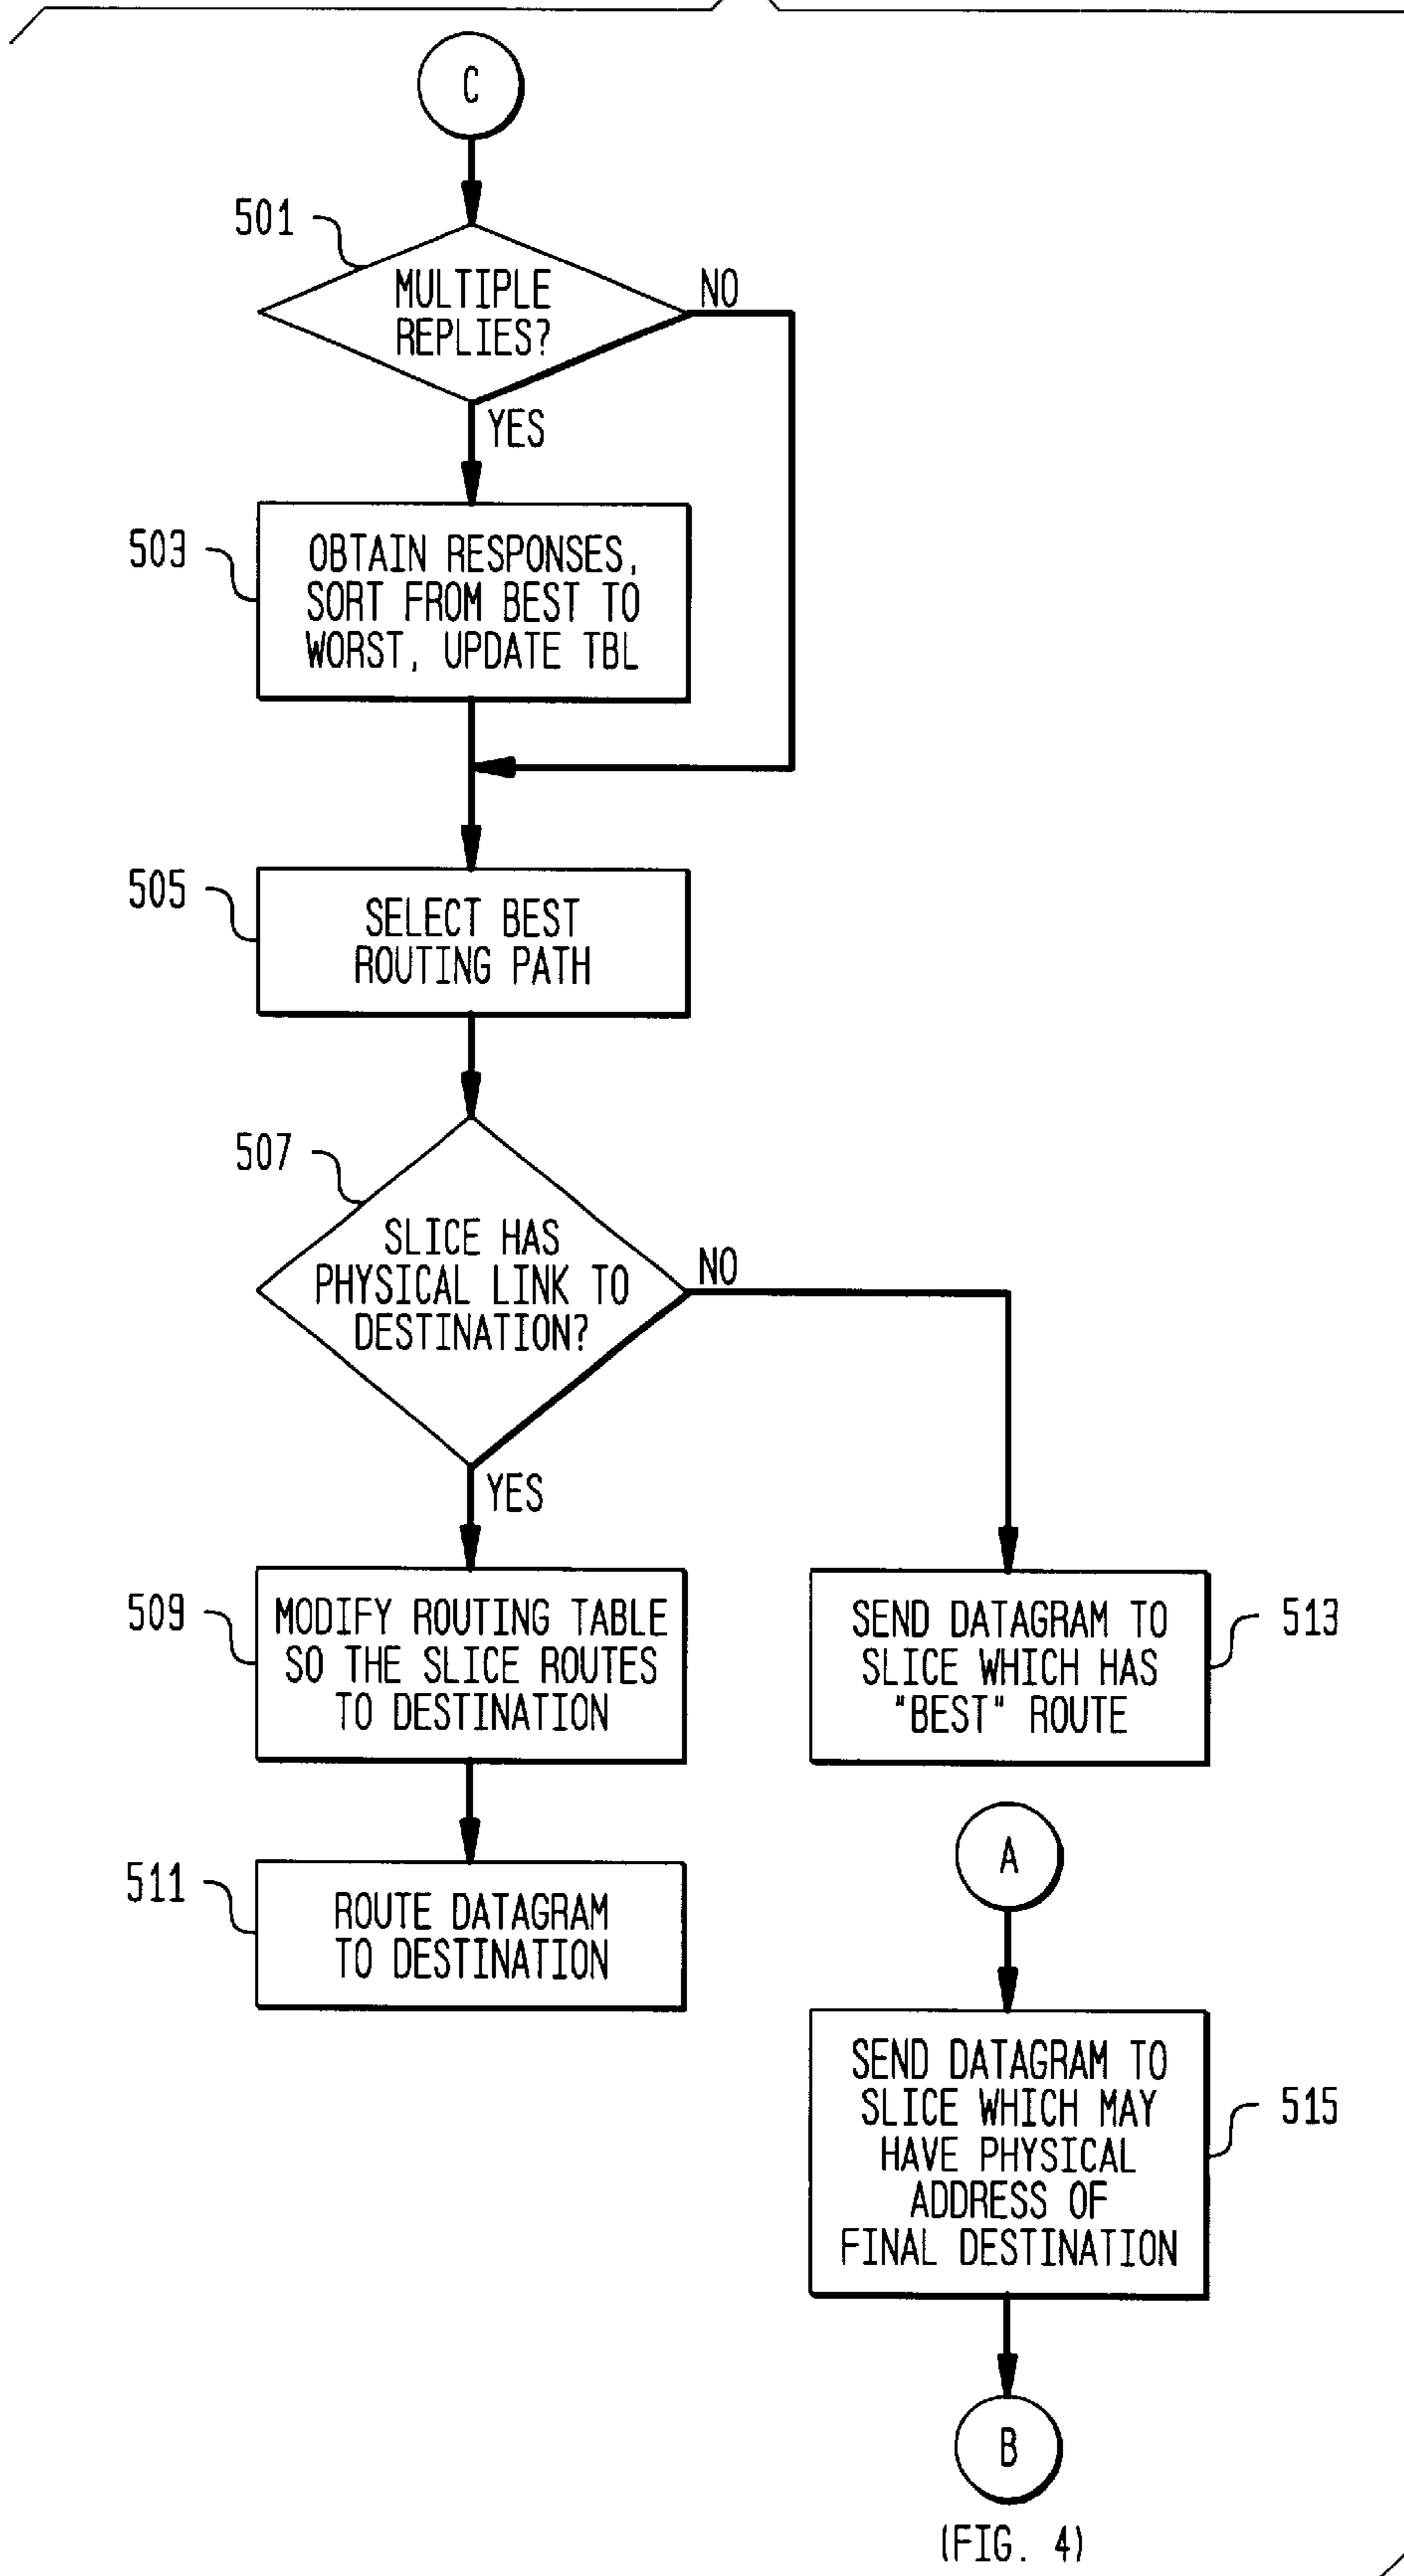 C
501
MULTIPLE
REPLIES?
NO
YES
503
OBTAIN RESPONSES,
SORT FROM BEST TO
WORST, UPDATE TBL
505
SELECT BEST
ROUTING PATH
507
SLICE HAS
PHYSICAL LINK TO
DESTINATION?
NO
YES
509
MODIFY ROUTING TABLE
SO THE SLICE ROUTES
TO DESTINATION
SEND DATAGRAM TO
SLICE WHICH HAS
"BEST" ROUTE
513
511
ROUTE DATAGRAM
TO DESTINATION
A
SEND DATAGRAM TO
SLICE WHICH MAY
HAVE PHYSICAL
ADDRESS OF
FINAL DESTINATION
515
B
(FIG. 4)